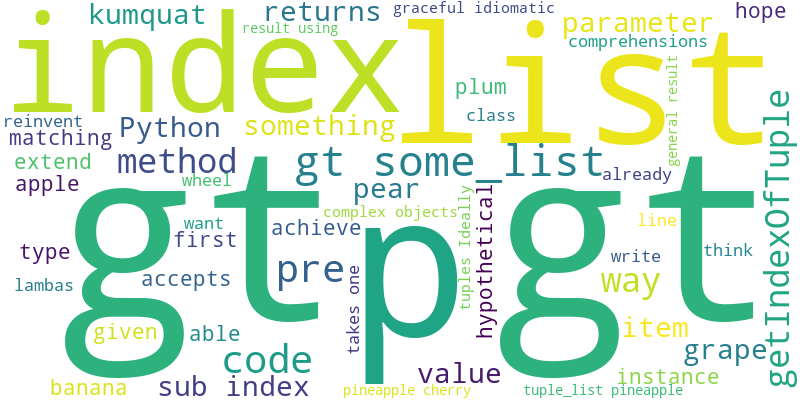 kumquat
returns
graceful idiomatic
hope
index
result using
list
parameter
comprehensions
reinvent
matching
Python
something
plum
class
general result
extend
method
gt some_list
already
apple
wheel
pear
gt
p
gt
getIndexOfTuple
want
complex objects
tuples Ideally
hypothetical
line
type
first
achieve
write
think
lambas
accepts
pre
takes one
way
given
able
item
code
value
grape
instance
banana
sub index
pineapple cherry
tuple_list pineapple